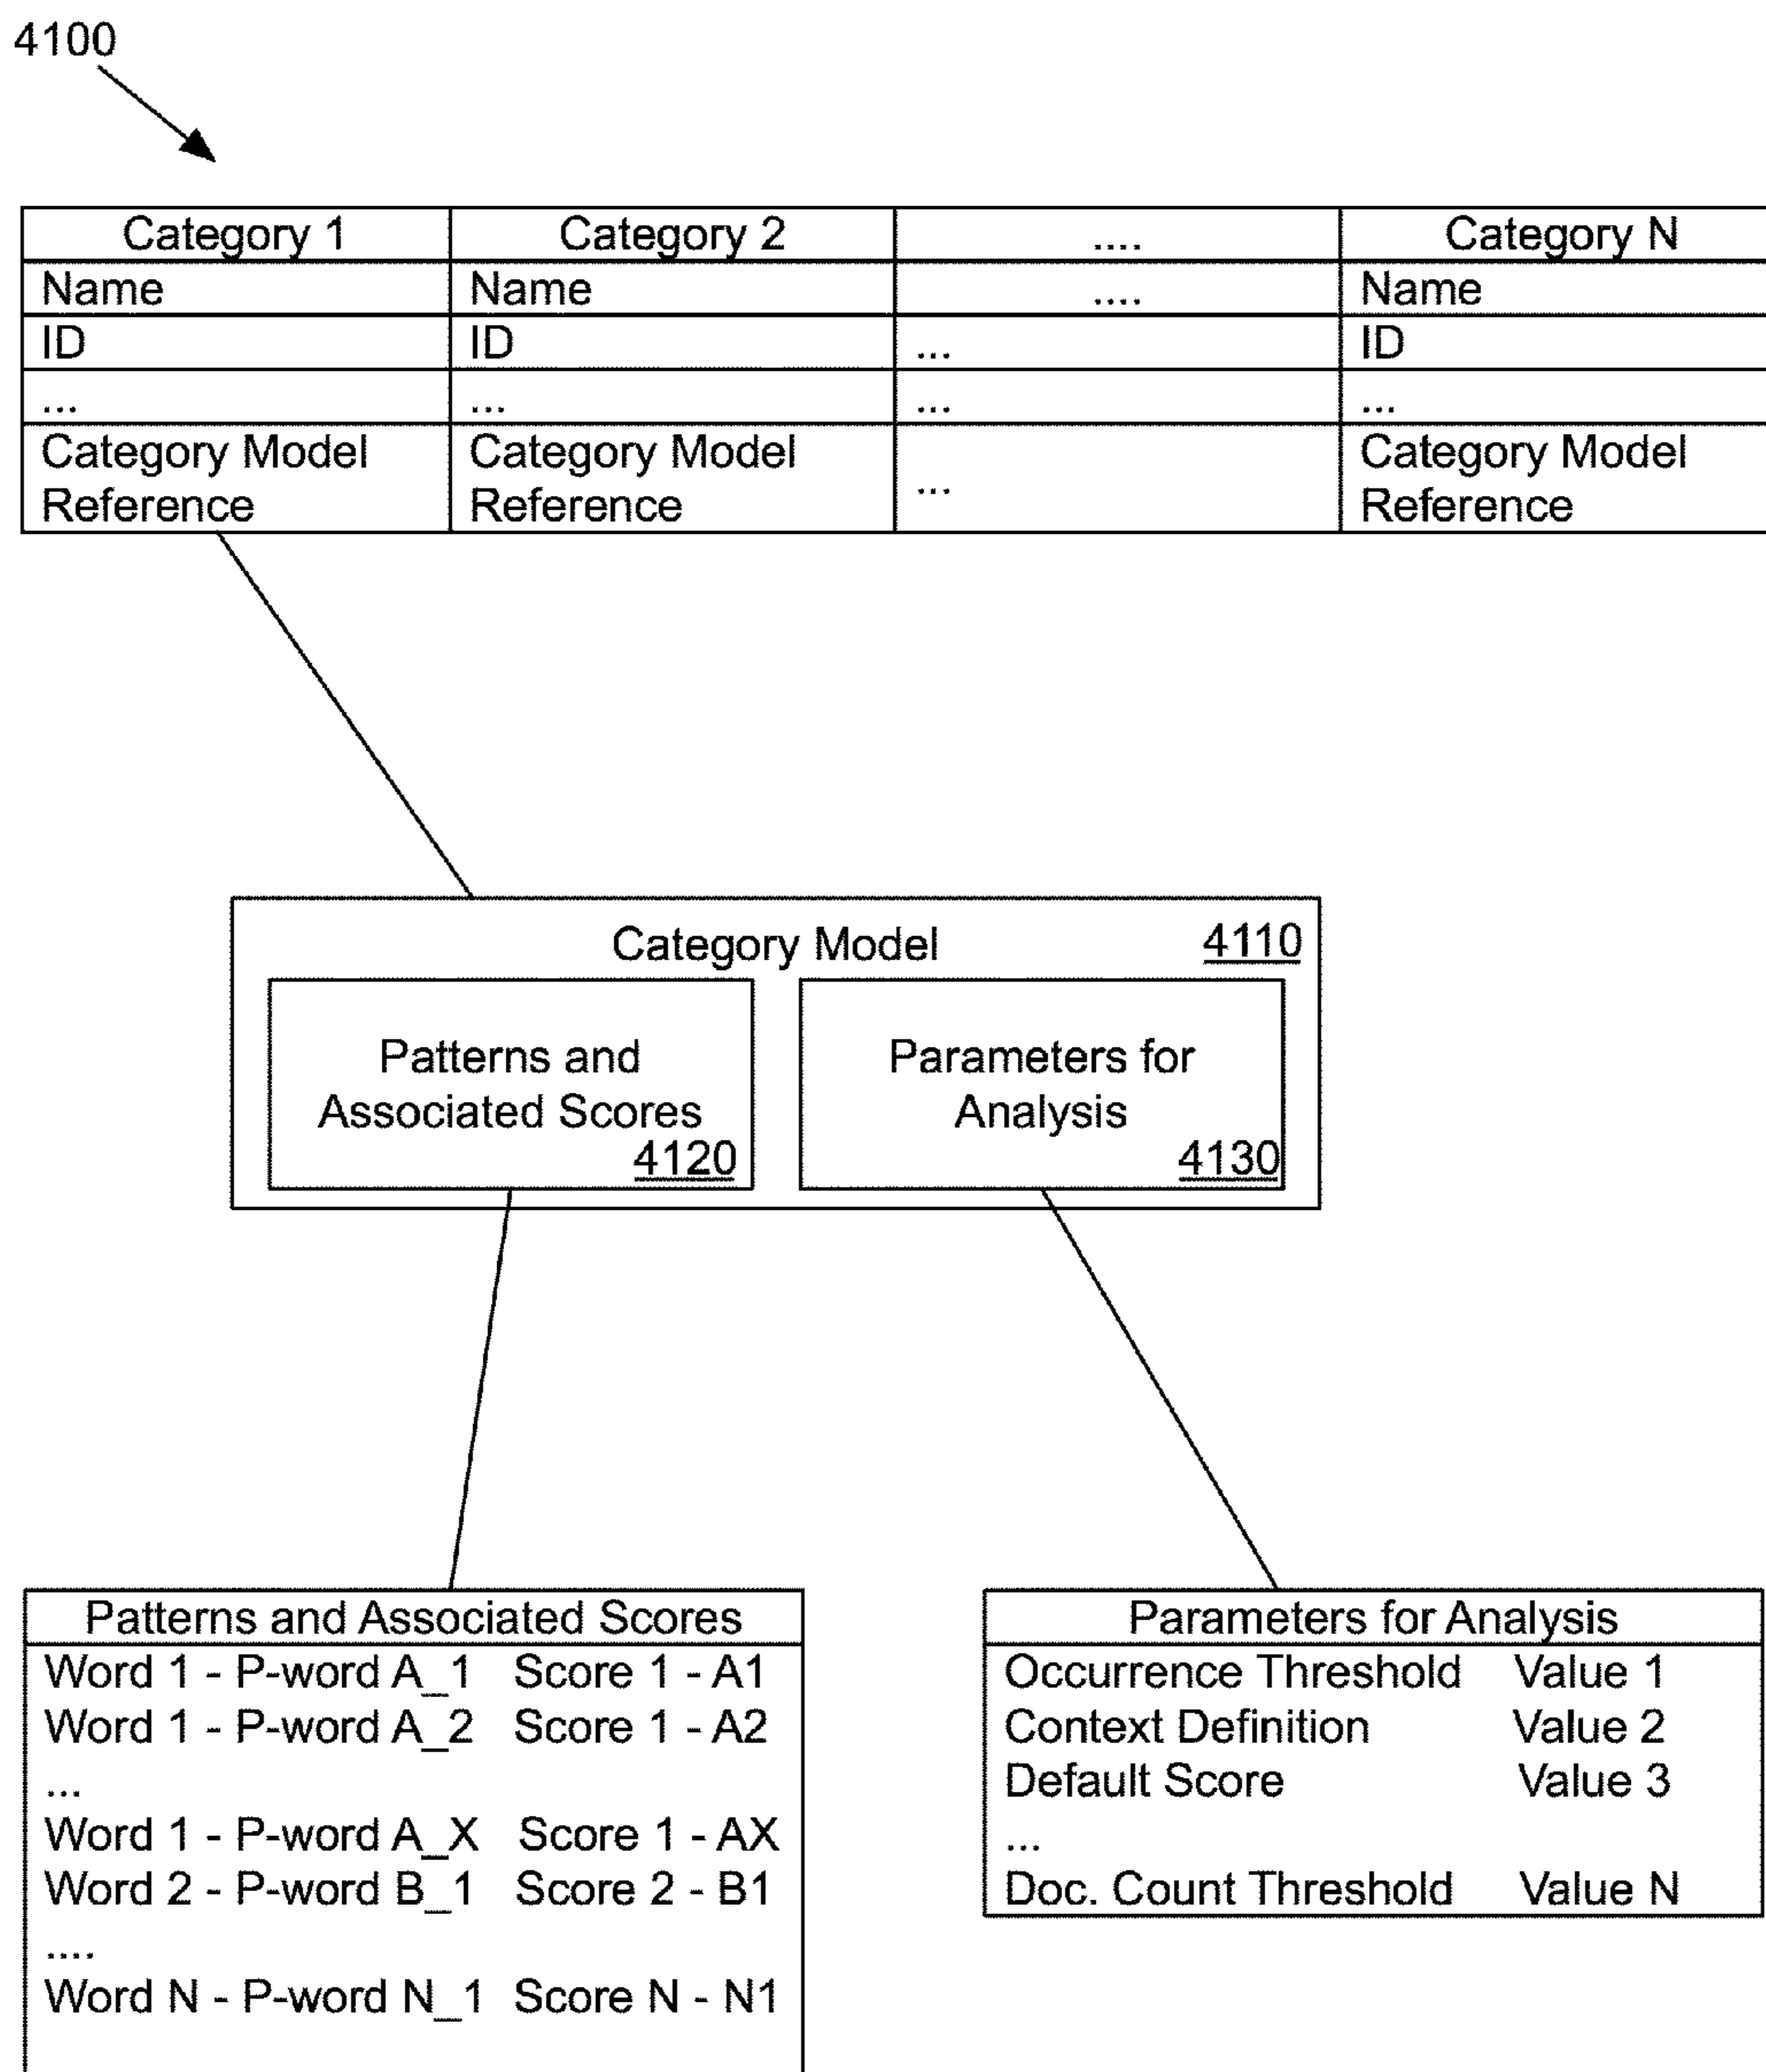 4100
Category 1 Category 2 .... Category N
Name Name .... Name
ID ID ... ID
... ... ... ...
Category Model Category Model ... Category Model
Reference Reference Reference
Category Model 4110
Patterns and Parameters for
Associated Scores Analysis
4120 4130
Patterns and Associated Scores
Word 1 - P-word A_1 Score 1 - A1
Word 1 - P-word A_2 Score 1 - A2
...
Word 1 - P-word A_X Score 1 - AX
Word 2 - P-word B_1 Score 2 - B1
....
Word N - P-word N_1 Score N - N1
Parameters for Analysis
Occurrence Threshold Value 1
Context Definition Value 2
Default Score Value 3
...
Doc. Count Threshold Value N